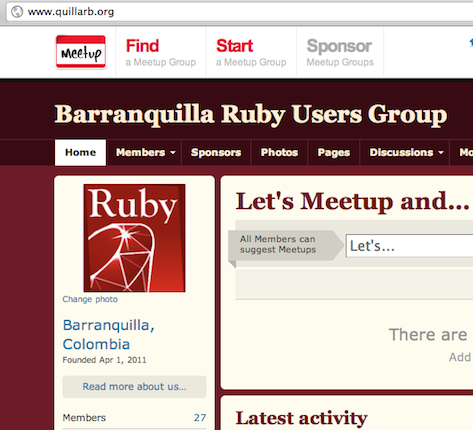 www.quillarb.org
Meetup
Find
a Meetup Group
Start
a Meetup Group
Sponsor
Meetup Groups
Barranquilla Ruby Users Group
Home Members Sponsors Photos Pages Discussions Mo
Ruby
Change photo
Barranquilla,
Colombia
Founded Apr 1, 2011
Read more about us...
Members 27
Let's Meetup and...
All Members can
suggest Meetups
Let's...
There are
Add
Latest activity